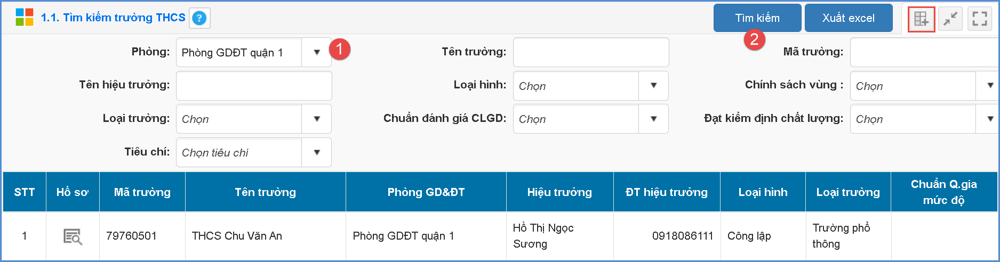 1.1. Tìm kiếm trường THCS ? Tìm kiếm Xuất excel
2
Phòng: Phòng GDĐT quận 1 1 Tên trường: Mã trường:
Tên hiệu trưởng: Loại hình: Chọn Chính sách vùng : Chọn
Loại trường: Chọn Chuẩn đánh giá CLGD: Chọn Đạt kiểm định chất lượng: Chọn
Tiêu chí: Chọn tiêu chí
STT Hồ sơ Mã trường Tên trường Phòng GD&ĐT Hiệu trưởng ĐT hiệu trưởng Loại hình Loại trường Chuẩn Q.gia
mức độ
1 79760501 THCS Chu Văn An Phòng GDĐT quận 1 Hồ Thị Ngọc
Sương 0918086111 Công lập Trường phổ
thông